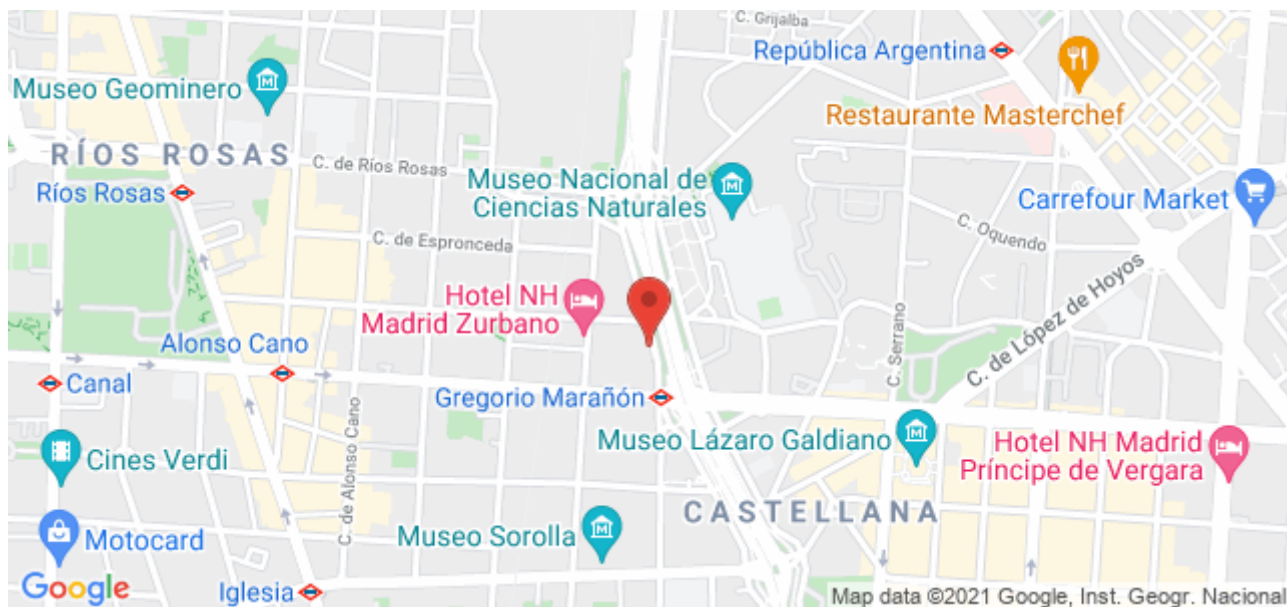 C. Grijalba
República Argentina
Museo Geominero
Restaurante Masterchef
RÍOS ROSAS
C. de Ríos Rosas
Ríos Rosas
Museo Nacional de
Ciencias Naturales
Carrefour Market
C. Oquendo
C. de Espronceda
Hotel NH
Madrid Zurbano
C. de López de Hoyos
C. Serrano
Alonso Cano
Canal
Gregorio Marañón
Museo Lázaro Galdiano
Hotel NH Madrid
Príncipe de Vergara
Cines Verdi
C. de Alonso Cano
CASTELLANA
Motocard
Museo Sorolla
Google
Iglesia
Map data ©2021 Google, Inst. Geogr. Nacional